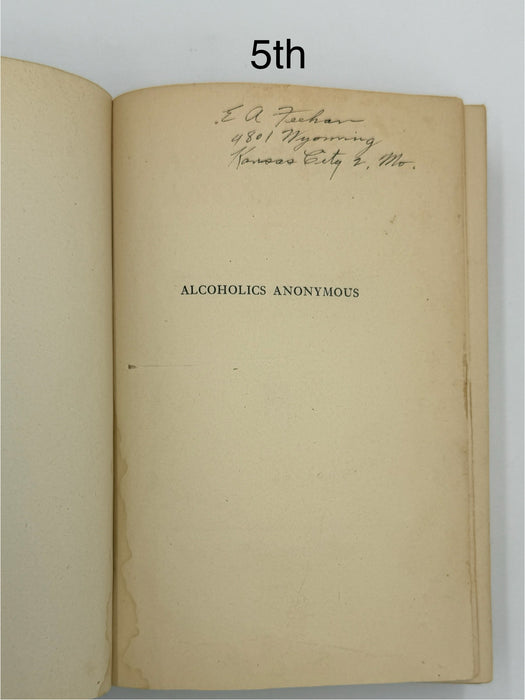 5th
E A Feehan
4801 Wyoming
Kansas City 2, Mo.
ALCOHOLICS ANONYMOUS